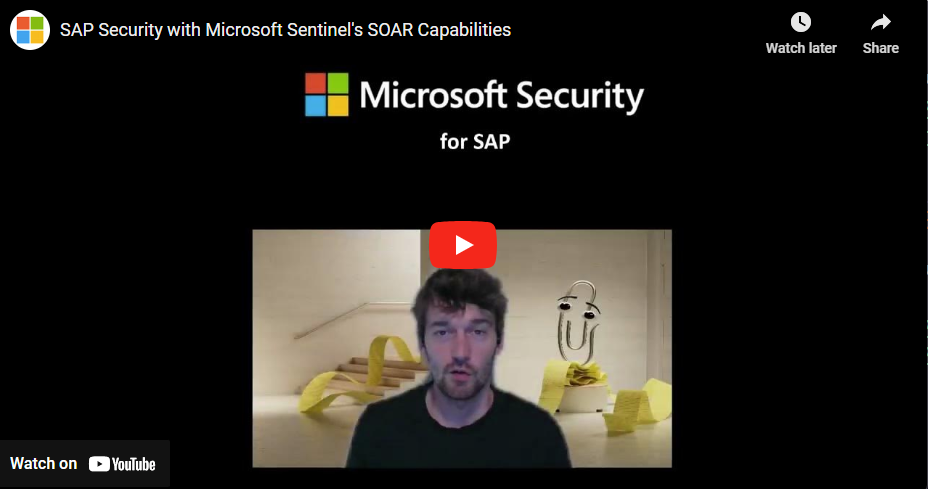 SAP Security with Microsoft Sentinel's SOAR Capabilities
Watch later
Share
Microsoft Security
for SAP
Watch on YouTube